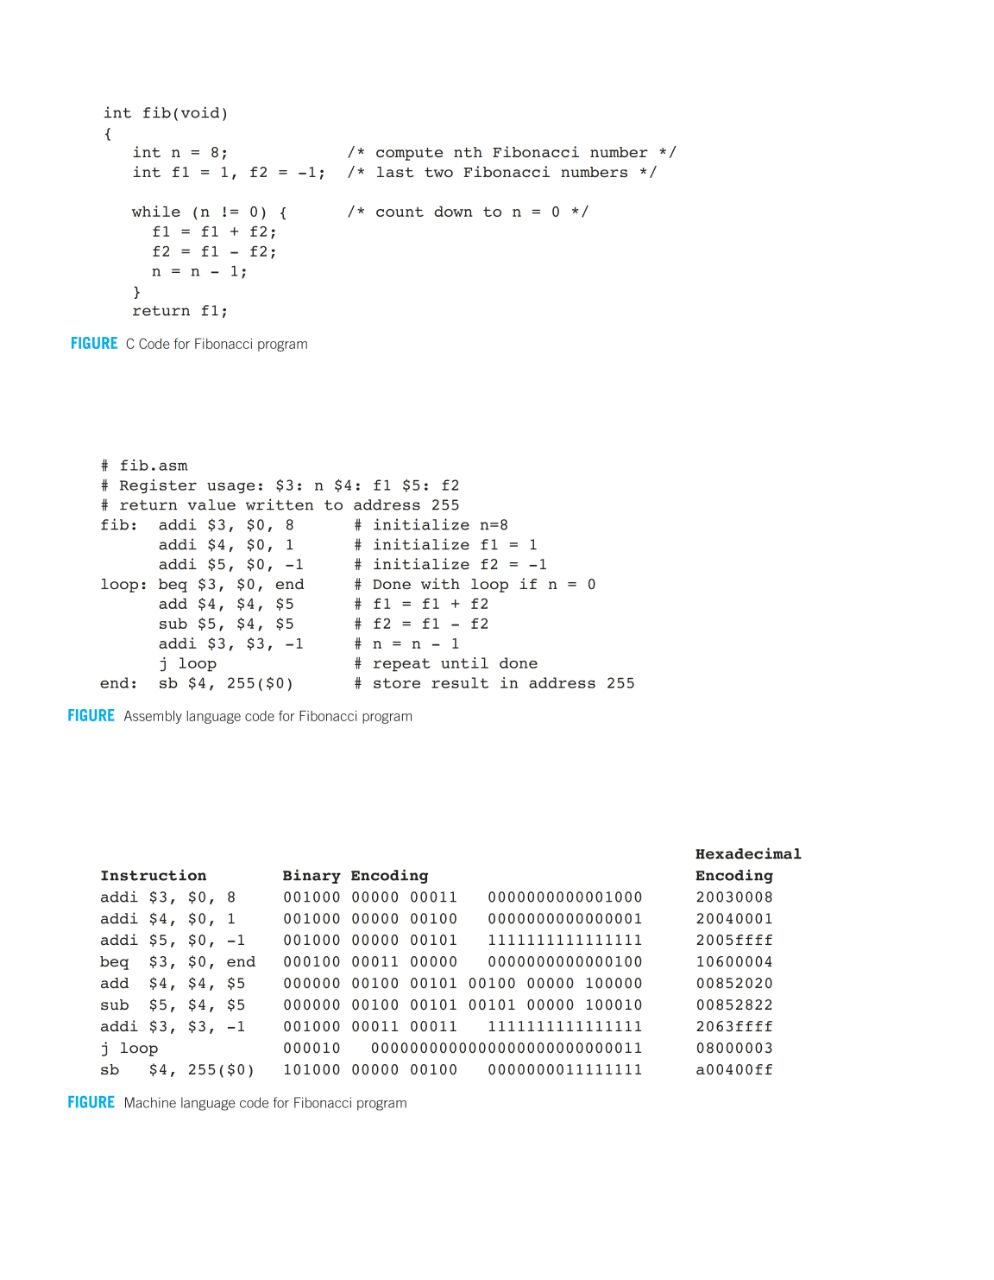 int fib(void)
{
   int n = 8;            /* compute nth Fibonacci number */
   int f1 = 1, f2 = -1;  /* last two Fibonacci numbers */
   while (n != 0) {      /* count down to n = 0 */
     f1 = f1 + f2;
     f2 = f1 - f2;
     n = n - 1;
   }
   return f1;
FIGURE C Code for Fibonacci program
# fib.asm
# Register usage: $3: n $4: f1 $5: f2
# return value written to address 255
fib:  addi $3, $0, 8      # initialize n=8
      addi $4, $0, 1      # initialize f1 = 1
      addi $5, $0, -1     # initialize f2 = -1
loop: beq $3, $0, end     # Done with loop if n = 0
      add $4, $4, $5      # f1 = f1 + f2
      sub $5, $4, $5      # f2 = f1 - f2
      addi $3, $3, -1     # n = n - 1
      j loop              # repeat until done
end:  sb $4, 255($0)      # store result in address 255
FIGURE Assembly language code for Fibonacci program
Hexadecimal
Instruction        Binary Encoding                          Encoding
addi $3, $0, 8     001000 00000 00011   0000000000001000     20030008
addi $4, $0, 1     001000 00000 00100   0000000000000001     20040001
addi $5, $0, -1    001000 00000 00101   1111111111111111     2005ffff
beq  $3, $0, end   000100 00011 00000   0000000000000100     10600004
add  $4, $4, $5    000000 00100 00101 00100 00000 100000     00852020
sub  $5, $4, $5    000000 00100 00101 00101 00000 100010     00852822
addi $3, $3, -1    001000 00011 00011   1111111111111111     2063ffff
j loop             000010   0000000000000000000000000011     08000003
sb   $4, 255($0)   101000 00000 00100   0000000011111111     a00400ff
FIGURE Machine language code for Fibonacci program